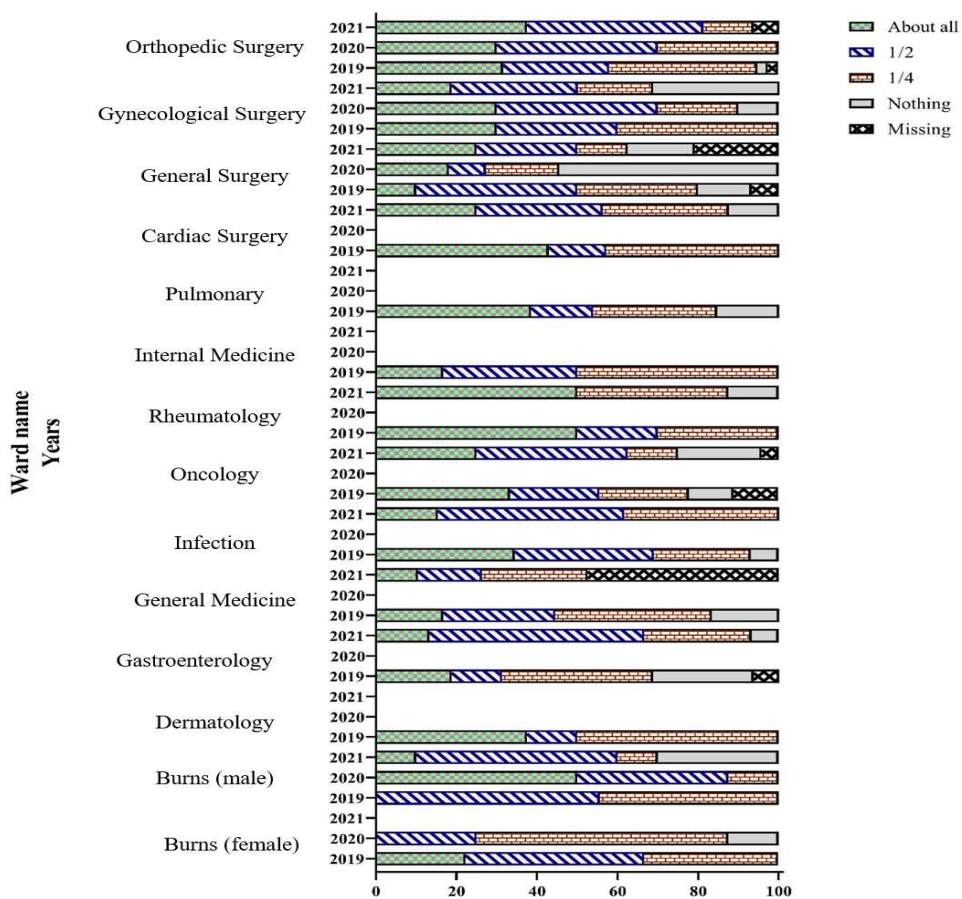 About all
1/2
1/4
Nothing
Missing
Ward name
Years
Orthopedic Surgery
2021
2020
2019
Gynecological Surgery
2021
2020
2019
General Surgery
2021
2020
2019
Cardiac Surgery
2021
2020
2019
Pulmonary
2021
2020
2019
Internal Medicine
2021
2020
2019
Rheumatology
2021
2020
2019
Oncology
2021
2020
2019
Infection
2021
2020
2019
General Medicine
2021
2020
2019
Gastroenterology
2021
2020
2019
Dermatology
2021
2020
2019
Burns (male)
2021
2020
2019
Burns (female)
2021
2020
2019
0 20 40 60 80 100